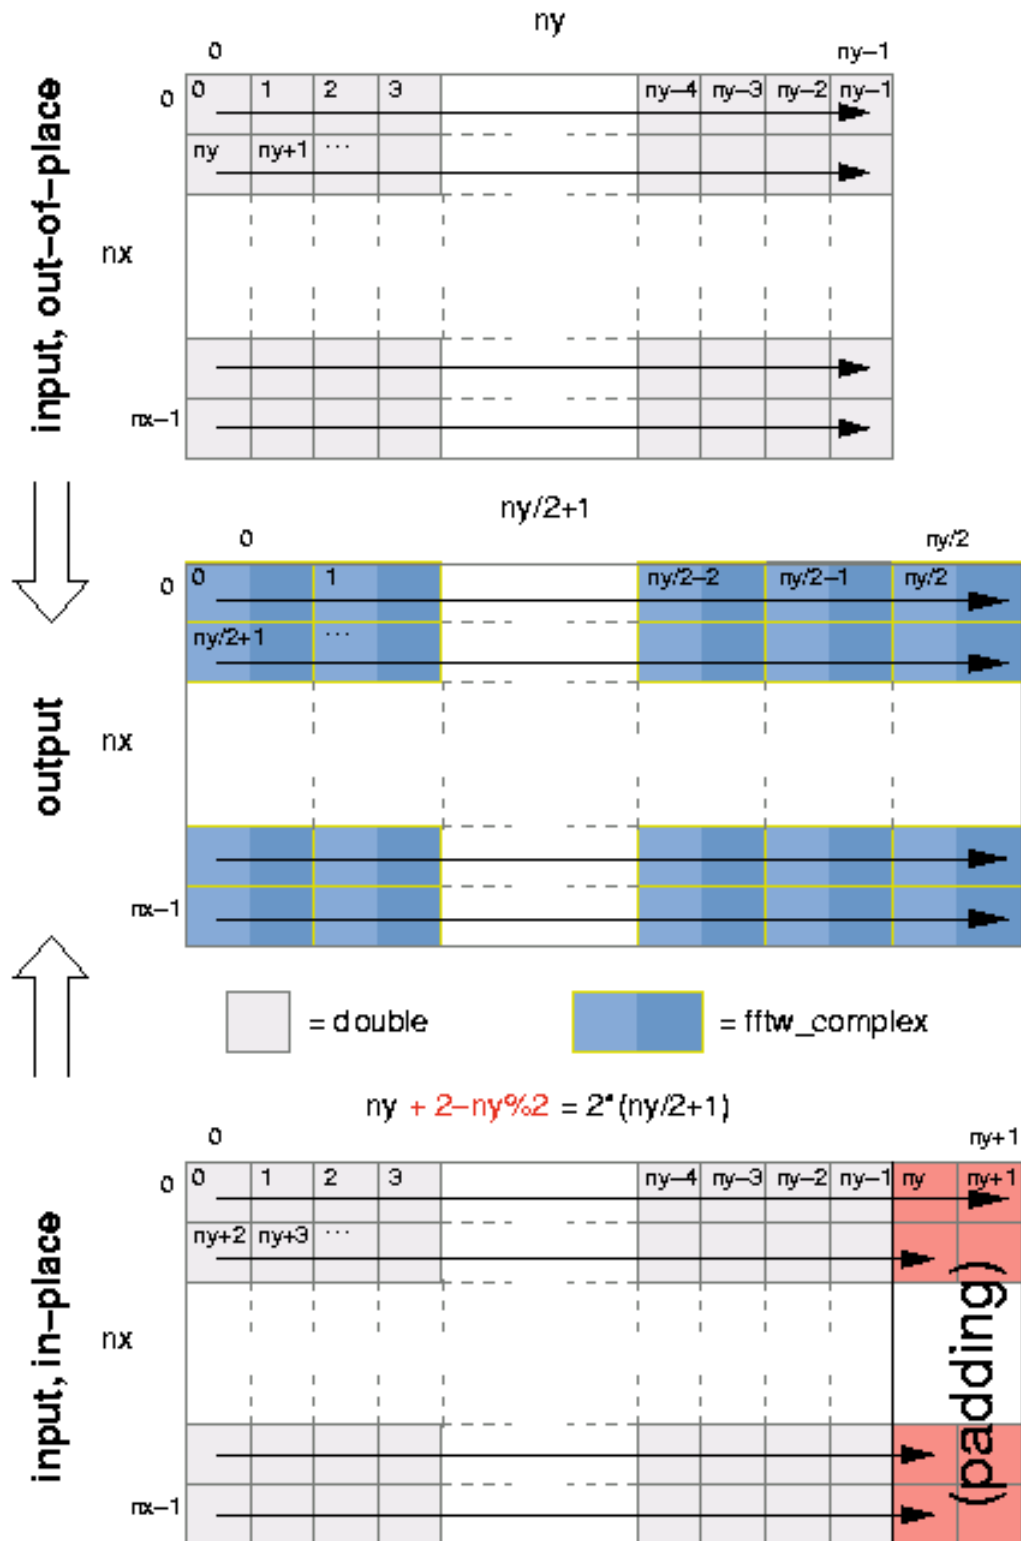 ny
0 ny−1
0 0 1 2 3 ny−4 ny−3 ny−2 ny−1
ny ny+1 ...
input, out−of−place
nx
nx−1
ny/2+1
0 ny/2
0 0 1 ny/2−2 ny/2−1 ny/2
ny/2+1 ...
output
nx
nx−1
= double = fftw_complex
ny + 2−ny%2 = 2*(ny/2+1)
0 ny+1
0 0 1 2 3 ny−4 ny−3 ny−2 ny−1 ny ny+1
ny+2 ny+3 ...
input, in−place
nx
(padding)
nx−1